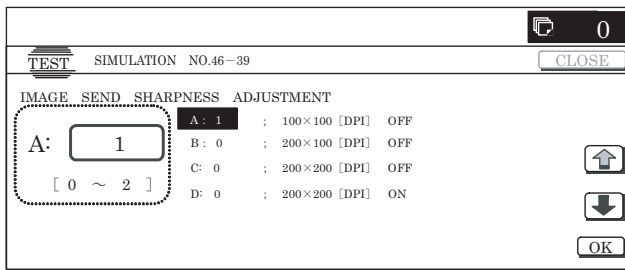 0
TEST SIMULATION NO.46-39 CLOSE
IMAGE SEND SHARPNESS ADJUSTMENT
A: 1
[ 0 ~ 2 ]
A : 1 ; 100×100 [DPI] OFF
B : 0 ; 200×100 [DPI] OFF
C: 0 ; 200×200 [DPI] OFF
D: 0 ; 200×200 [DPI] ON
OK